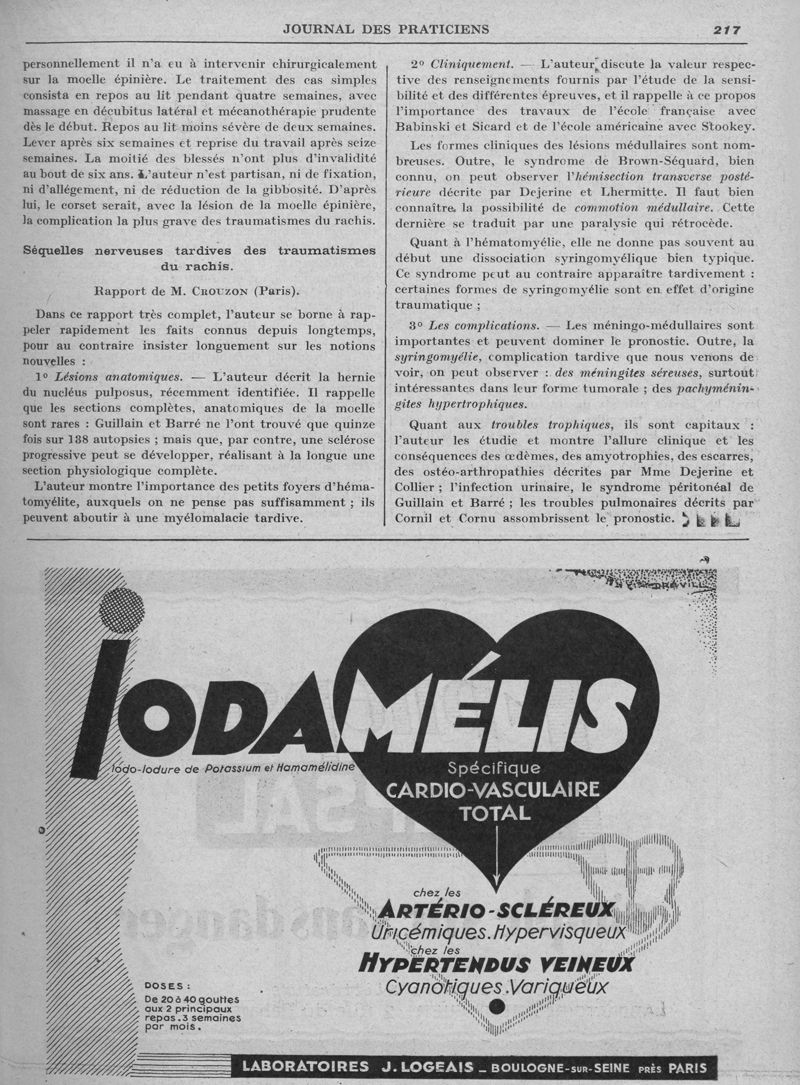 JOURNAL DES PRATICIENS 217
personnellement il n'a eu à intervenir chirurgicalement
sur la moelle épinière. Le traitement des cas simples
consista en repos au lit pendant quatre semaines, avec
massage en décubitus latéral et mécanothérapie prudente
dès le début. Repos au lit moins sévère de deux semaines.
Lever après six semaines et reprise du travail après seize
semaines. La moitié des blessés n'ont plus d'invalidité
au bout de six ans. L'auteur n'est partisan, ni de fixation,
ni d'allégement, ni de réduction de la gibbosité. D'après
lui, le corset serait, avec la lésion de la moelle épinière,
la complication la plus grave des traumatismes du rachis.
Séquelles nerveuses tardives des traumatismes
du rachis.
Rapport de M. CROUZON (Paris).
Dans ce rapport très complet, l'auteur se borne à rap-
peler rapidement les faits connus depuis longtemps,
pour au contraire insister longuement sur les notions
nouvelles :
1º Lésions anatomiques. — L'auteur décrit la hernie
du nucléus pulposus, récemment identifiée. Il rappelle
que les sections complètes, anatomiques de la moelle
sont rares : Guillain et Barré ne l'ont trouvé que quinze
fois sur 138 autopsies ; mais que, par contre, une sclérose
progressive peut se développer, réalisant à la longue une
section physiologique complète.
L'auteur montre l'importance des petits foyers d'héma-
tomyélite, auxquels on ne pense pas suffisamment ; ils
peuvent aboutir à une myélomalacie tardive.
2º Cliniquement. — L'auteur discute la valeur respec-
tive des renseignements fournis par l'étude de la sensi-
bilité et des différentes épreuves, et il rappelle à ce propos
l'importance des travaux de l'école française avec
Babinski et Sicard et de l'école américaine avec Stookey.
Les formes cliniques des lésions médullaires sont nom-
breuses. Outre, le syndrome de Brown-Séquard, bien
connu, on peut observer l'hémisection transverse posté-
rieure décrite par Dejerine et Lhermitte. Il faut bien
connaître, la possibilité de commotion médullaire. Cette
dernière se traduit par une paralysie qui rétrocède.
Quant à l'hématomyélie, elle ne donne pas souvent au
début une dissociation syringomyélique bien typique.
Ce syndrome peut au contraire apparaître tardivement :
certaines formes de syringomyélie sont en effet d'origine
traumatique ;
3º Les complications. — Les méningo-médullaires sont
importantes et peuvent dominer le pronostic. Outre, la
syringomyélie, complication tardive que nous venons de
voir, on peut observer : des méningites séreuses, surtout
intéressantes dans leur forme tumorale ; des pachyménin-
gites hypertrophiques.
Quant aux troubles trophiques, ils sont capitaux :
l'auteur les étudie et montre l'allure clinique et les
conséquences des œdèmes, des amyotrophies, des escarres,
des ostéo-arthropathies décrites par Mme Dejerine et
Collier ; l'infection urinaire, le syndrome péritonéal de
Guillain et Barré ; les troubles pulmonaires décrits par
Cornil et Cornu assombrissent le pronostic.
IODAMÉLIS
Iodo-Iodure de Potassium et Hamamélidine
Spécifique
CARDIO-VASCULAIRE
TOTAL
chez les
ARTÉRIO-SCLÉREUX
Uricémiques.Hypervisqueux
chez les
HYPERTENDUS VEINEUX
Cyanotiques.Variqueux
DOSES :
De 20 à 40 gouttes
aux 2 principaux
repas.3 semaines
par mois.
LABORATOIRES J. LOGEAIS _ BOULOGNE-SUR-SEINE PRÈS PARIS